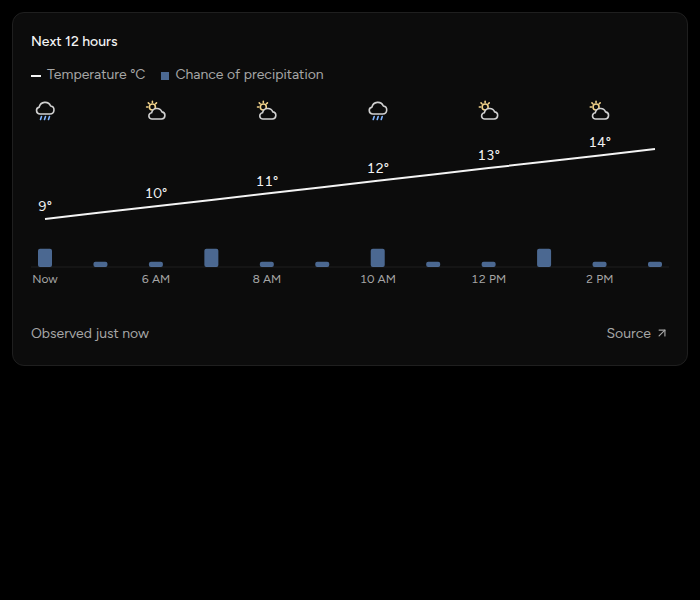 Next 12 hours
Temperature °C Chance of precipitation
9° 10° 11° 12° 13° 14°
Now 6 AM 8 AM 10 AM 12 PM 2 PM
Observed just now Source